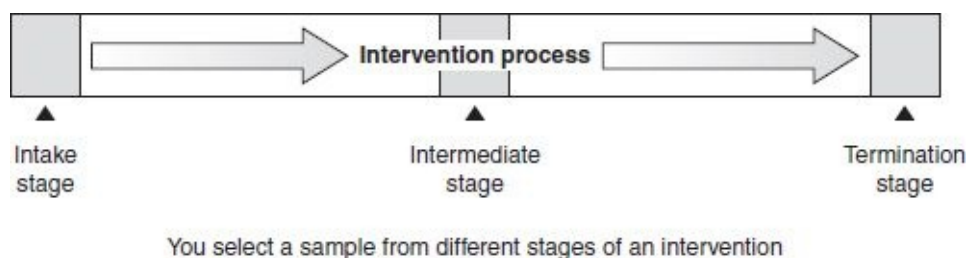 Intervention process
Intake
stage
Intermediate
stage
Termination
stage
You select a sample from different stages of an intervention